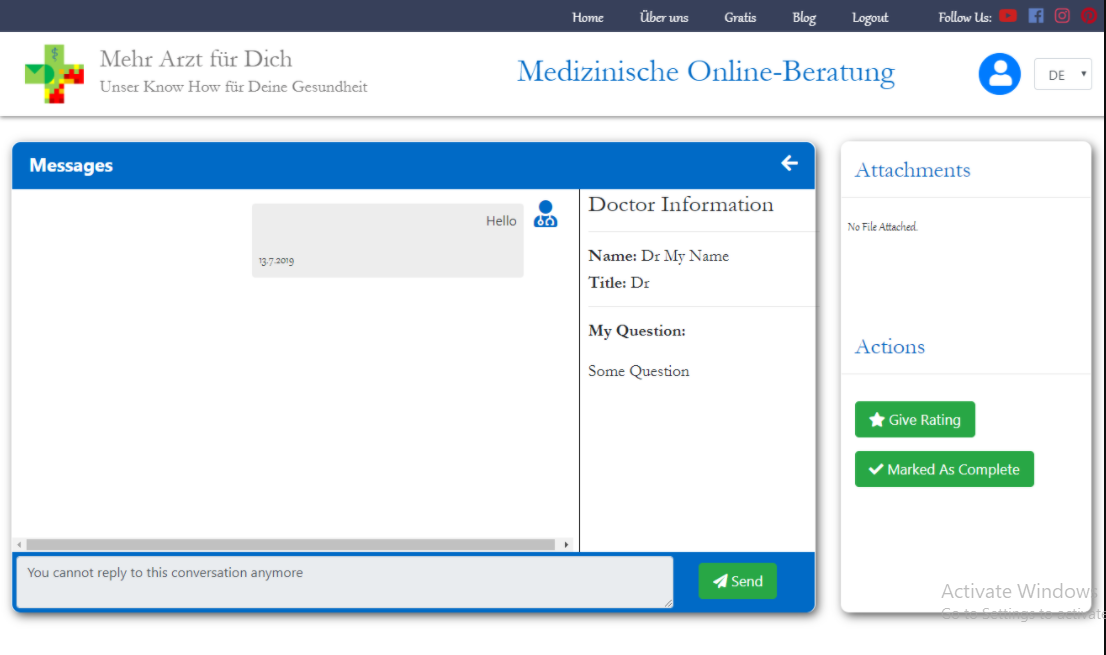 Home Über uns Gratis Blog Logout Follow Us:
Mehr Arzt für Dich
Unser Know How für Deine Gesundheit
Medizinische Online-Beratung
DE
Messages
Hello
13.7.2019
Doctor Information
Name: Dr My Name
Title: Dr
My Question:
Some Question
You cannot reply to this conversation anymore
Send
Attachments
No File Attached.
Actions
Give Rating
Marked As Complete
Activate Windows
Go to Settings to activate